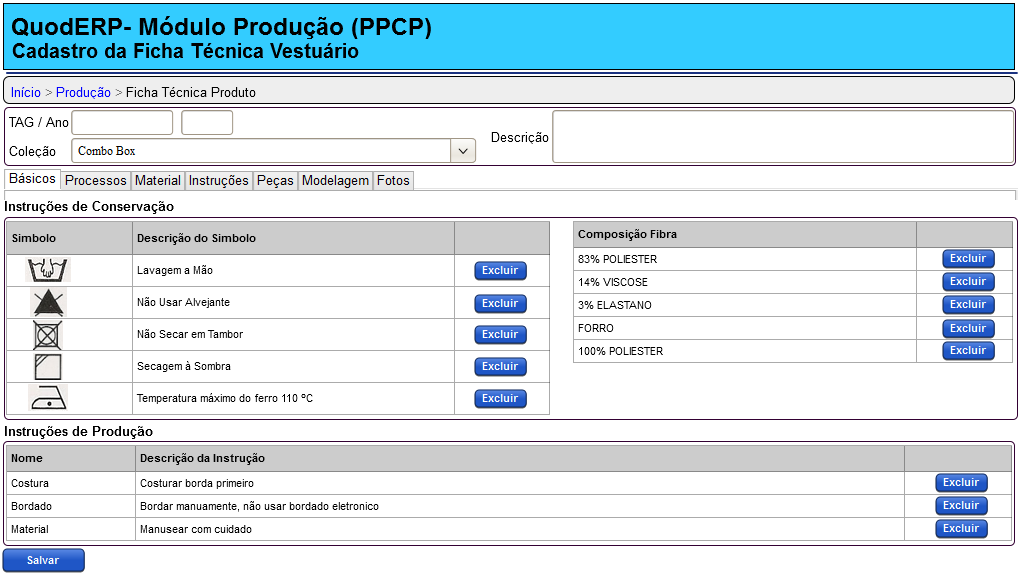 QuodERP- Módulo Produção (PPCP)
Cadastro da Ficha Técnica Vestuário
Início > Produção > Ficha Técnica Produto
TAG / Ano
Descrição
Coleção Combo Box
Básicos Processos Material Instruções Peças Modelagem Fotos
Instruções de Conservação
Simbolo Descrição do Simbolo
Lavagem a Mão Excluir
Não Usar Alvejante Excluir
Não Secar em Tambor Excluir
Secagem à Sombra Excluir
Temperatura máximo do ferro 110 ºC Excluir
Composição Fibra
83% POLIESTER Excluir
14% VISCOSE Excluir
3% ELASTANO Excluir
FORRO Excluir
100% POLIESTER Excluir
Instruções de Produção
Nome Descrição da Instrução
Costura Costurar borda primeiro Excluir
Bordado Bordar manuamente, não usar bordado eletronico Excluir
Material Manusear com cuidado Excluir
Salvar